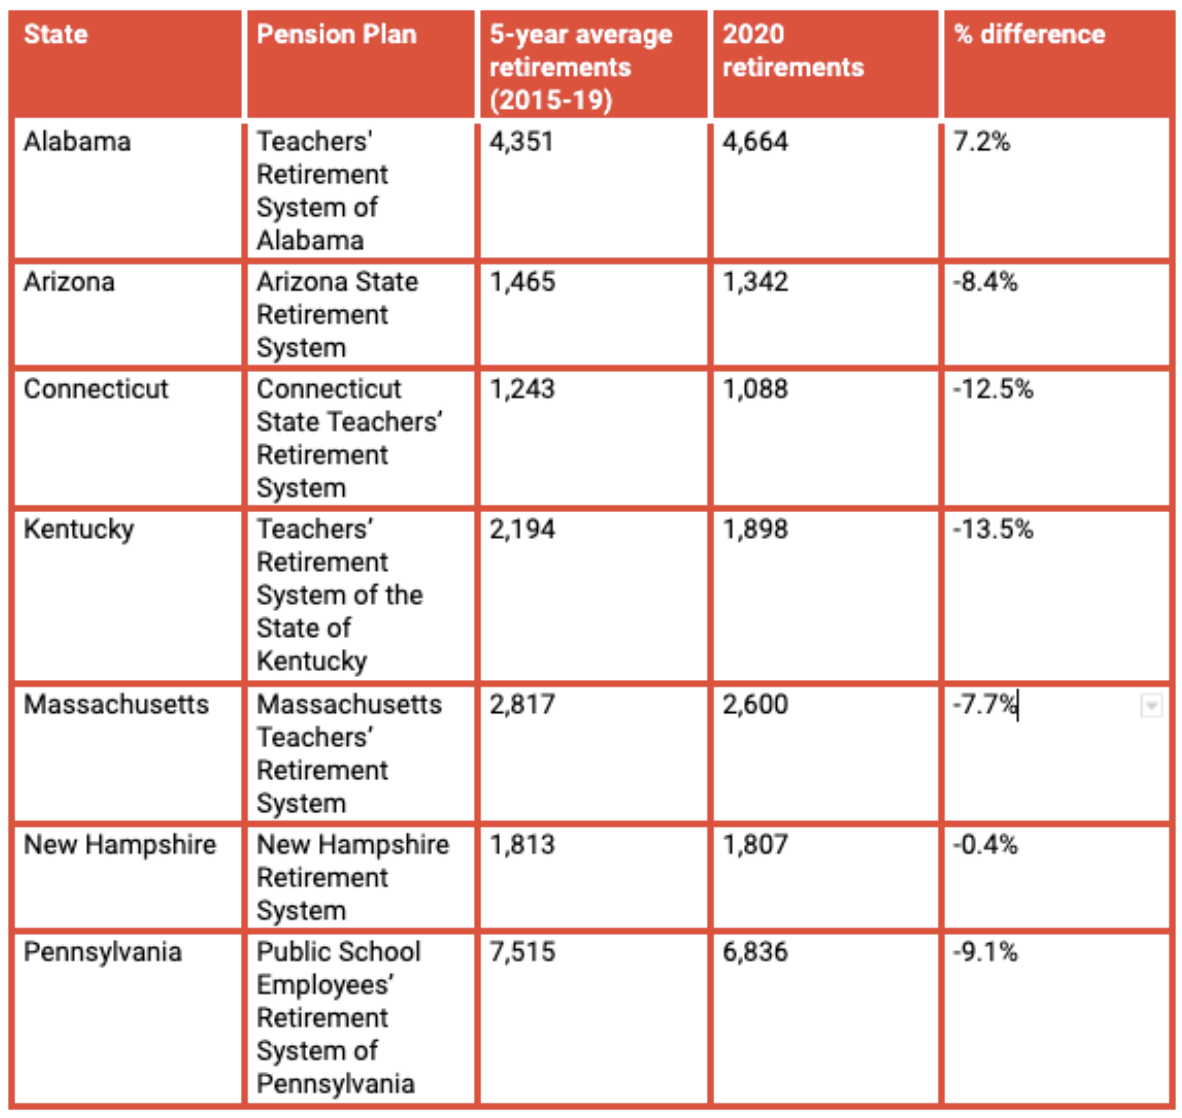 State
Pension Plan
5-year average
retirements
(2015-19)
2020
retirements
% difference
Alabama
Teachers'
Retirement
System of
Alabama
4,351
4,664
7.2%
Arizona
Arizona State
Retirement
System
1,465
1,342
-8.4%
Connecticut
Connecticut
State Teachers’
Retirement
System
1,243
1,088
-12.5%
Kentucky
Teachers’
Retirement
System of the
State of
Kentucky
2,194
1,898
-13.5%
Massachusetts
Massachusetts
Teachers’
Retirement
System
2,817
2,600
-7.7%
New Hampshire
New Hampshire
Retirement
System
1,813
1,807
-0.4%
Pennsylvania
Public School
Employees’
Retirement
System of
Pennsylvania
7,515
6,836
-9.1%